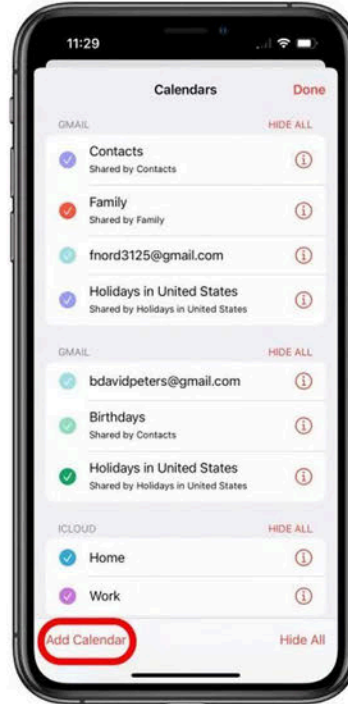 11:29
Calendars
Done
GMAIL
HIDE ALL
Contacts
Shared by Contacts
Family
Shared by Family
fnord3125@gmail.com
Holidays in United States
Shared by Holidays in United States
GMAIL
HIDE ALL
bdavidpeters@gmail.com
Birthdays
Shared by Contacts
Holidays in United States
Shared by Holidays in United States
ICLOUD
HIDE ALL
Home
Work
Add Calendar
Hide All